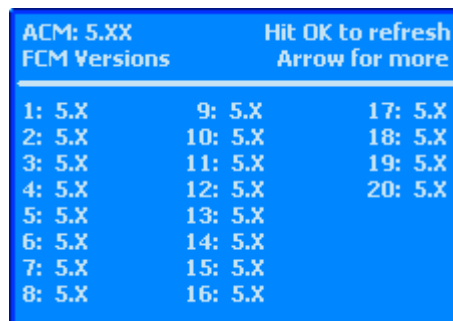 ACM: 5.XX Hit OK to refresh
FCM Versions Arrow for more
1: 5.X 9: 5.X 17: 5.X
2: 5.X 10: 5.X 18: 5.X
3: 5.X 11: 5.X 19: 5.X
4: 5.X 12: 5.X 20: 5.X
5: 5.X 13: 5.X
6: 5.X 14: 5.X
7: 5.X 15: 5.X
8: 5.X 16: 5.X